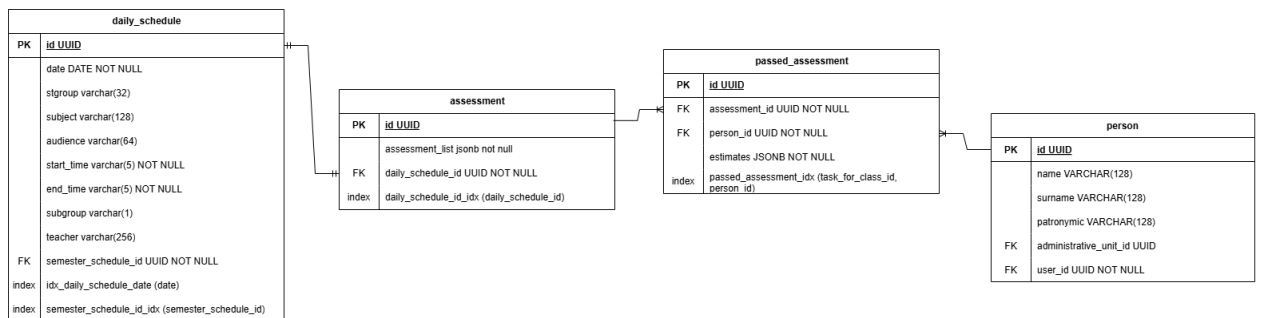 daily_schedule
PK id UUID
date DATE NOT NULL
stgroup varchar(32)
subject varchar(128)
audience varchar(64)
start_time varchar(5) NOT NULL
end_time varchar(5) NOT NULL
subgroup varchar(1)
teacher varchar(256)
FK semester_schedule_id UUID NOT NULL
index idx_daily_schedule_date (date)
index semester_schedule_id_idx (semester_schedule_id)
assessment
PK id UUID
assessment_list jsonb not null
FK daily_schedule_id UUID NOT NULL
index daily_schedule_id_idx (daily_schedule_id)
passed_assessment
PK id UUID
FK assessment_id UUID NOT NULL
FK person_id UUID NOT NULL
estimates JSONB NOT NULL
index passed_assessment_idx (task_for_class_id,
person_id)
person
PK id UUID
name VARCHAR(128)
surname VARCHAR(128)
patronymic VARCHAR(128)
FK administrative_unit_id UUID
FK user_id UUID NOT NULL